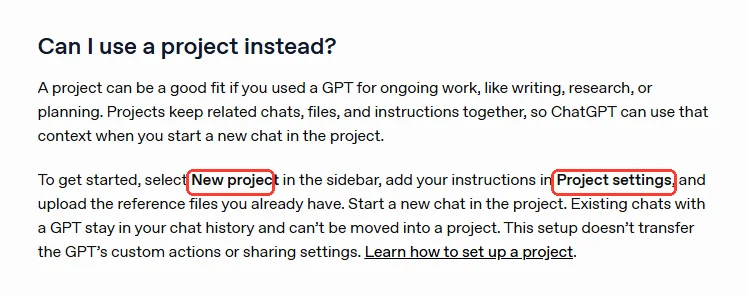 Can I use a project instead?
A project can be a good fit if you used a GPT for ongoing work, like writing, research, or
planning. Projects keep related chats, files, and instructions together, so ChatGPT can use that
context when you start a new chat in the project.
To get started, select New project in the sidebar, add your instructions in Project settings, and
upload the reference files you already have. Start a new chat in the project. Existing chats with
a GPT stay in your chat history and can’t be moved into a project. This setup doesn’t transfer
the GPT’s custom actions or sharing settings. Learn how to set up a project.